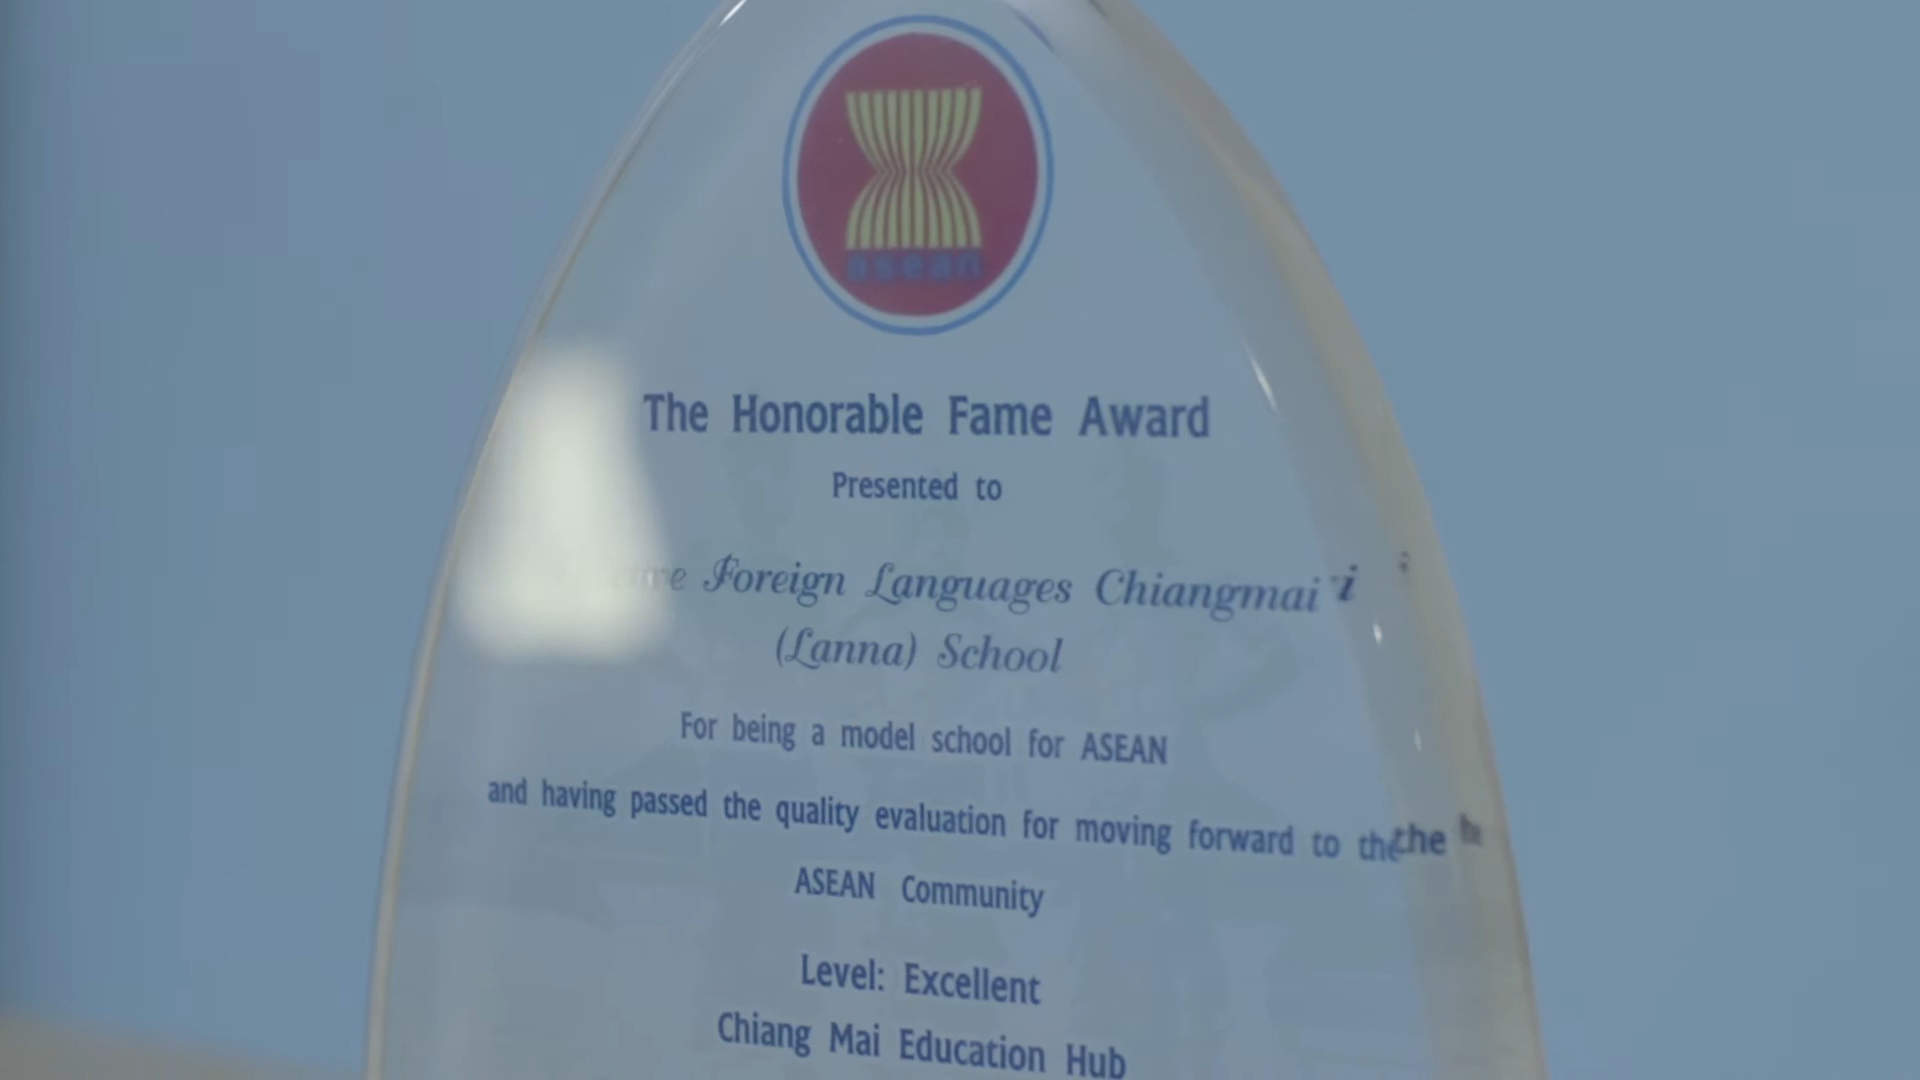 asean
The Honorable Fame Award
Presented to
Foreign Languages Chiangmai
(Lanna) School
For being a model school for ASEAN
and having passed the quality evaluation for moving forward to the
ASEAN Community
Level: Excellent
Chiang Mai Education Hub